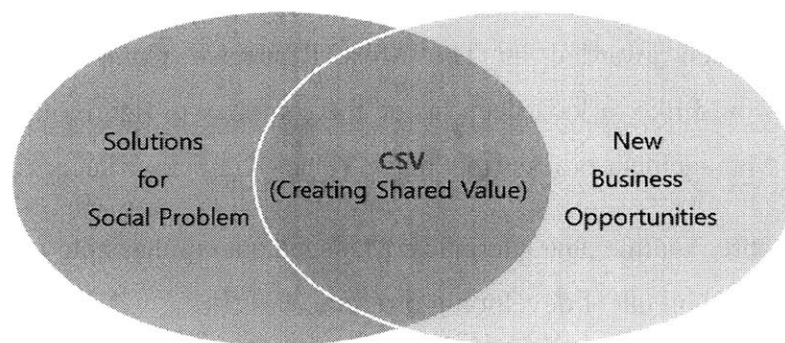 Solutions
for
Social Problem
CSV
(Creating Shared Value)
New
Business
Opportunities